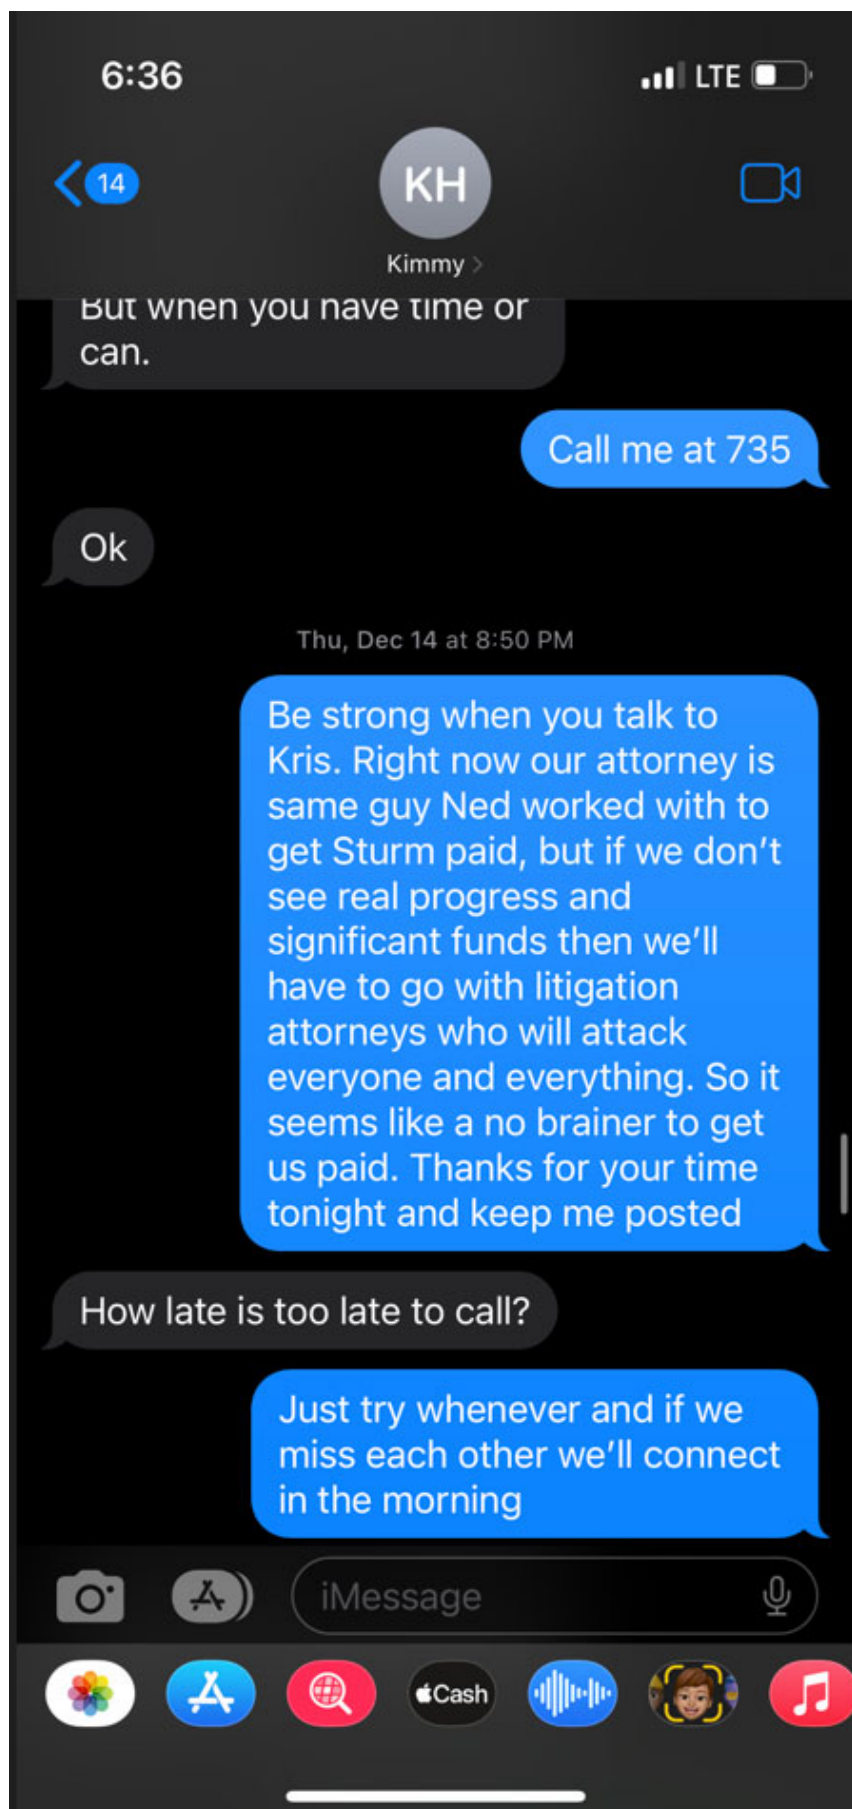 6:36
LTE
14
KH
Kimmy
But when you have time or
can.
Call me at 735
Ok
Thu, Dec 14 at 8:50 PM
Be strong when you talk to
Kris. Right now our attorney is
same guy Ned worked with to
get Sturm paid, but if we don’t
see real progress and
significant funds then we’ll
have to go with litigation
attorneys who will attack
everyone and everything. So it
seems like a no brainer to get
us paid. Thanks for your time
tonight and keep me posted
How late is too late to call?
Just try whenever and if we
miss each other we’ll connect
in the morning
iMessage
Cash